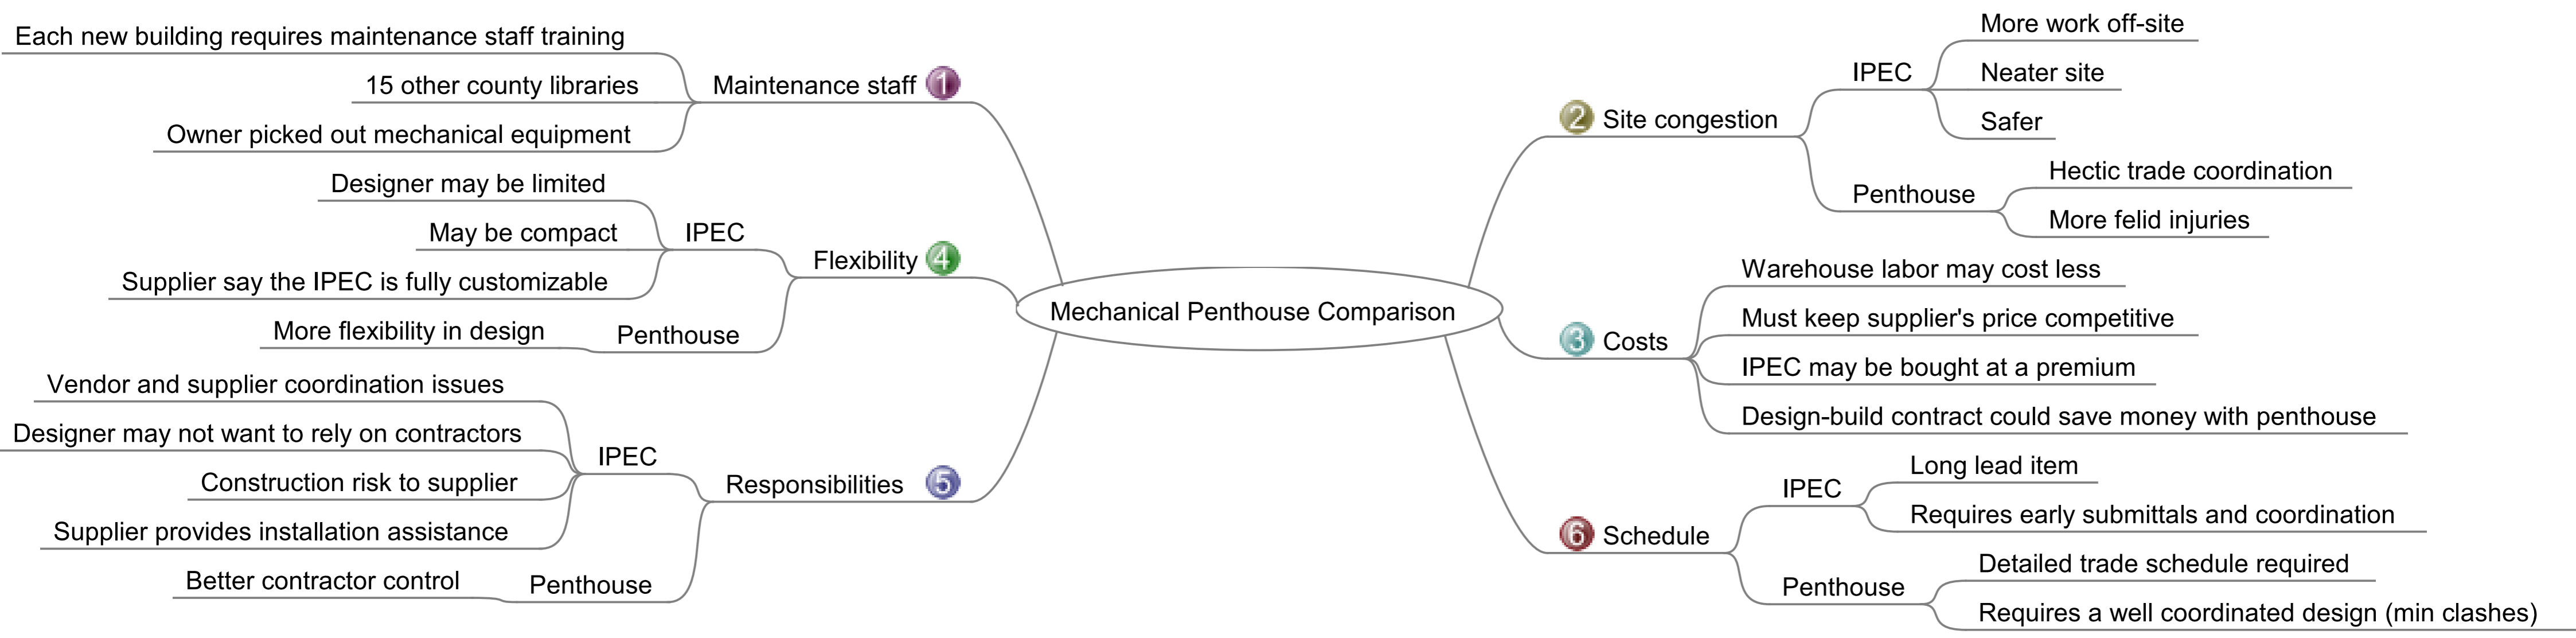 Mechanical Penthouse Comparison
1 Maintenance staff
Each new building requires maintenance staff training
15 other county libraries
Owner picked out mechanical equipment
2 Site congestion
IPEC
More work off-site
Neater site
Safer
Penthouse
Hectic trade coordination
More felid injuries
3 Costs
Warehouse labor may cost less
Must keep supplier's price competitive
IPEC may be bought at a premium
Design-build contract could save money with penthouse
4 Flexibility
IPEC
Designer may be limited
May be compact
Supplier say the IPEC is fully customizable
Penthouse
More flexibility in design
5 Responsibilities
IPEC
Vendor and supplier coordination issues
Designer may not want to rely on contractors
Construction risk to supplier
Supplier provides installation assistance
Penthouse
Better contractor control
6 Schedule
IPEC
Long lead item
Requires early submittals and coordination
Penthouse
Detailed trade schedule required
Requires a well coordinated design (min clashes)